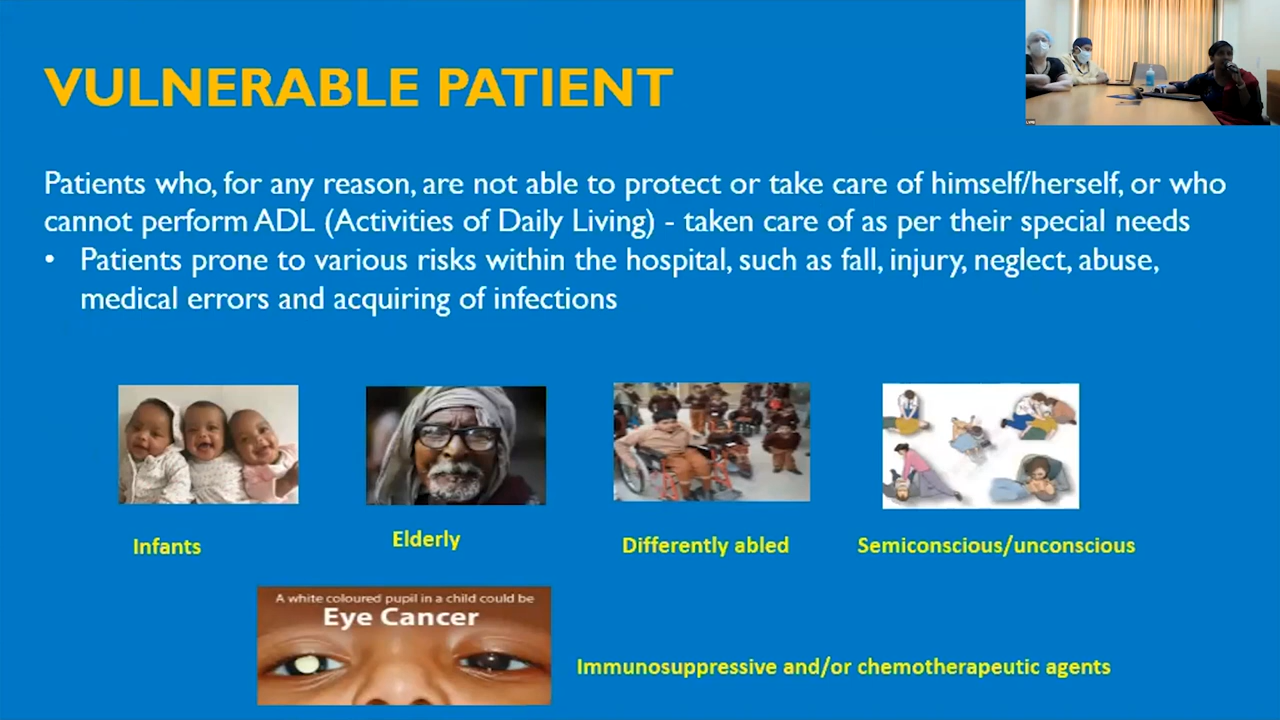 VULNERABLE PATIENT
Patients who, for any reason, are not able to protect or take care of himself/herself, or who
cannot perform ADL (Activities of Daily Living) - taken care of as per their special needs
• Patients prone to various risks within the hospital, such as fall, injury, neglect, abuse,
medical errors and acquiring of infections
Infants
Elderly
Differently abled
Semiconscious/unconscious
A white coloured pupil in a child could be
Eye Cancer
Immunosuppressive and/or chemotherapeutic agents